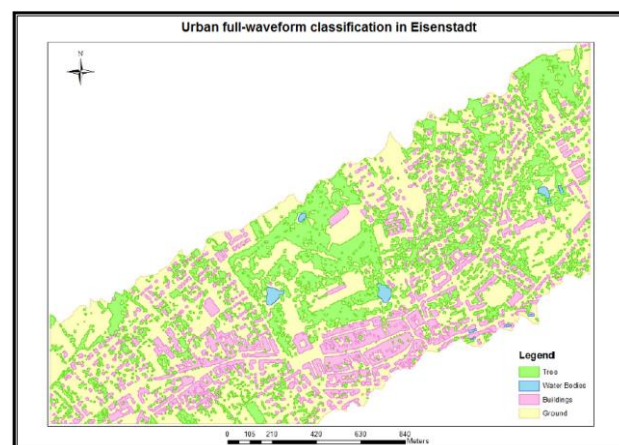 Urban full-waveform classification in Eisenstadt
N
Legend
Tree
Water Bodies
Buildings
Ground
0 105 210 420 630 840
Meters